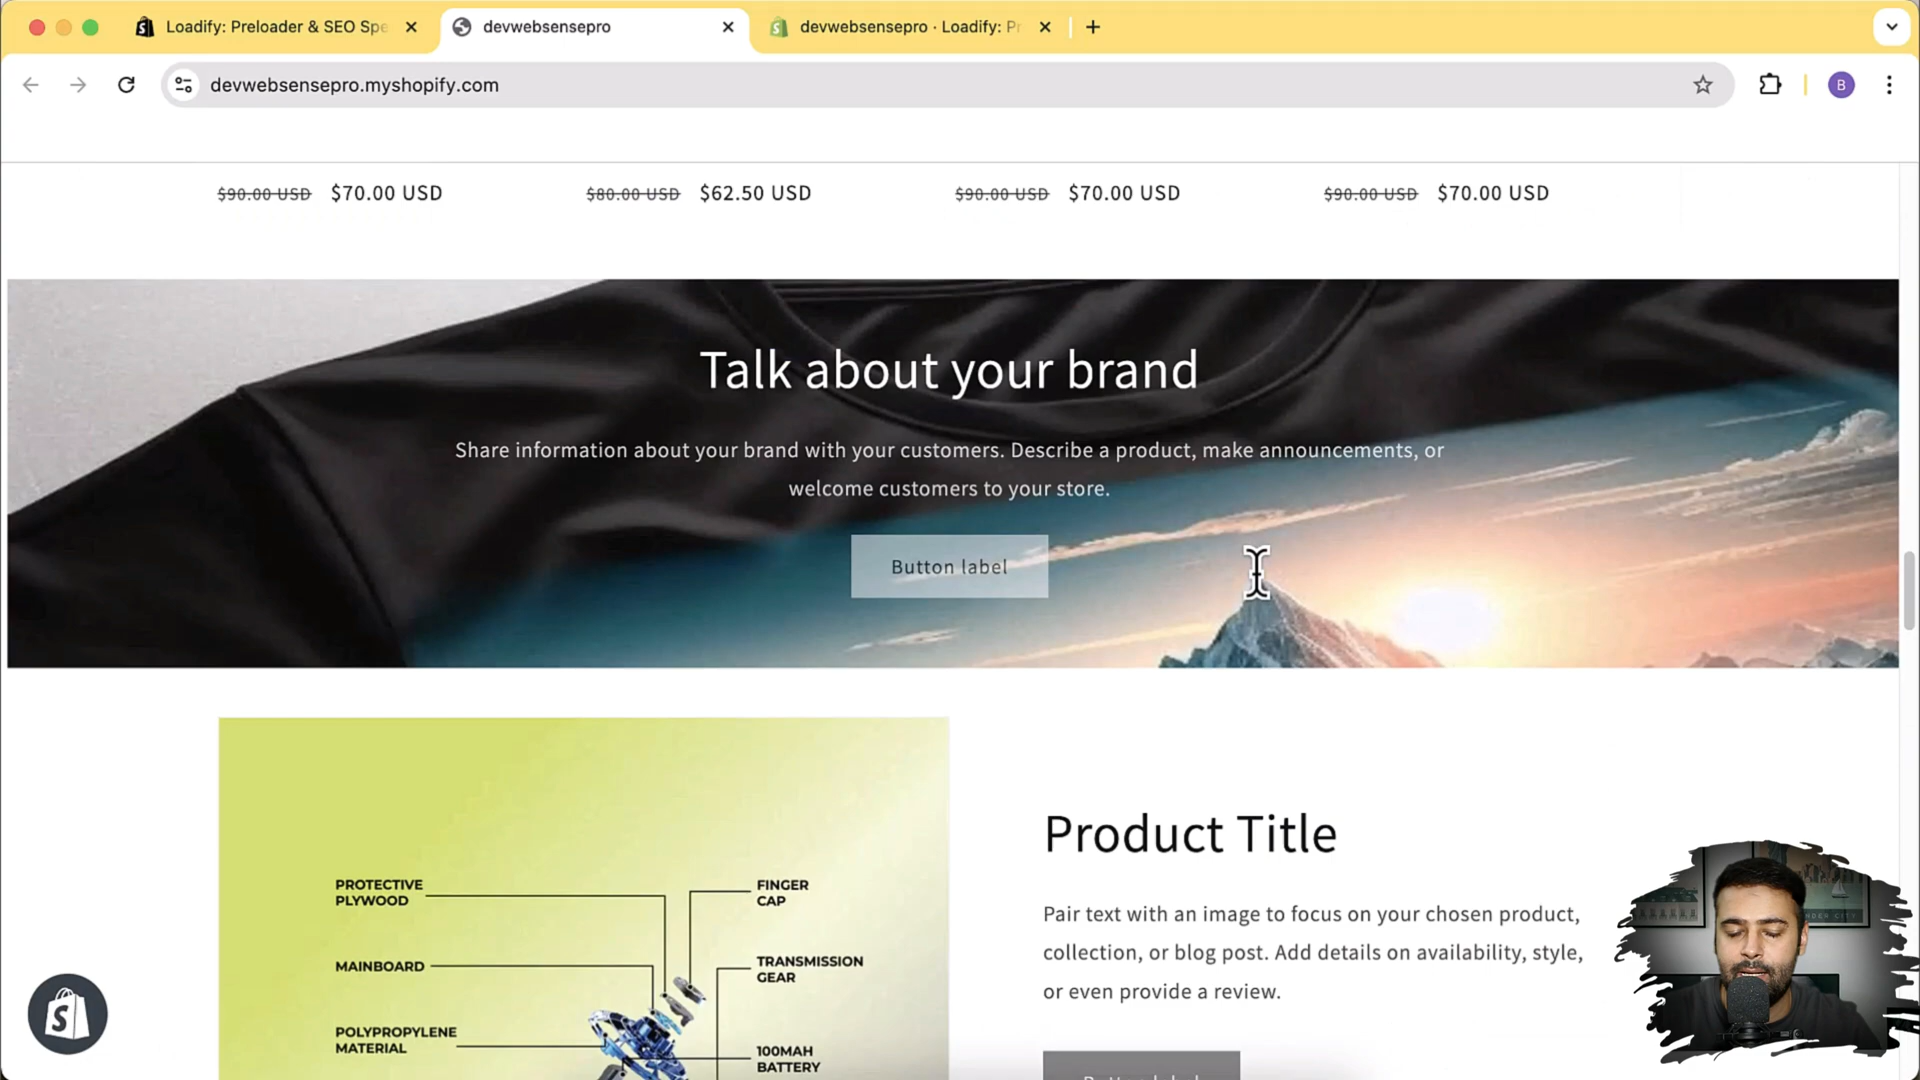 Loadify: Preloader & SEO Spe
devwebsensepro
devwebsensepro · Loadify: Pr
devwebsensepro.myshopify.com
B
$90.00 USD $70.00 USD
$80.00 USD $62.50 USD
$90.00 USD $70.00 USD
$90.00 USD $70.00 USD
Talk about your brand
Share information about your brand with your customers. Describe a product, make announcements, or
welcome customers to your store.
Button label
PROTECTIVE
PLYWOOD
FINGER
CAP
MAINBOARD
TRANSMISSION
GEAR
POLYPROPYLENE
MATERIAL
100MAH
BATTERY
Product Title
Pair text with an image to focus on your chosen product,
collection, or blog post. Add details on availability, style,
or even provide a review.